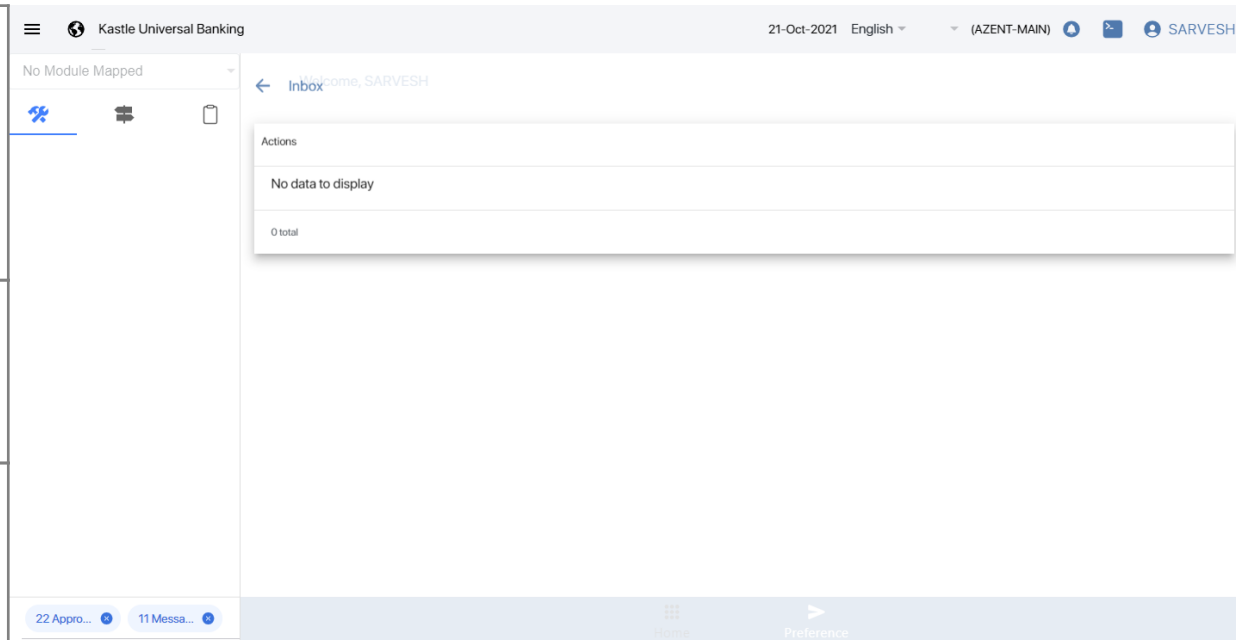 Kastle Universal Banking 21-Oct-2021 English (AZENT-MAIN) SARVESH
No Module Mapped
Welcome, SARVESH
Inbox
Actions
No data to display
0 total
22 Appro... 11 Messa...
Home Preference